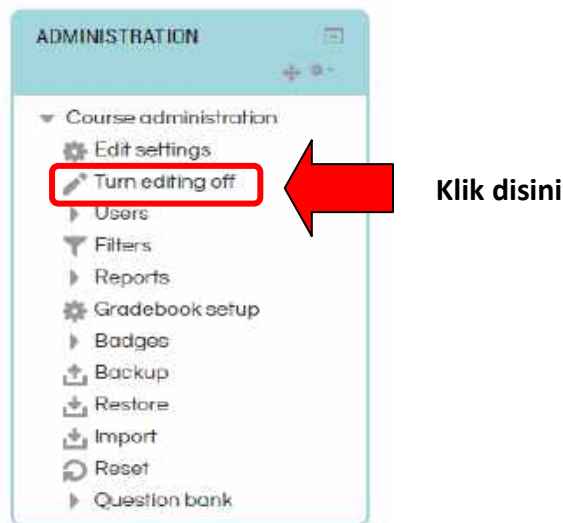 ADMINISTRATION
Course administration
Edit settings
Turn editing off
Klik disini
Users
Filters
Reports
Gradebook setup
Badges
Backup
Restore
Import
Reset
Question bank